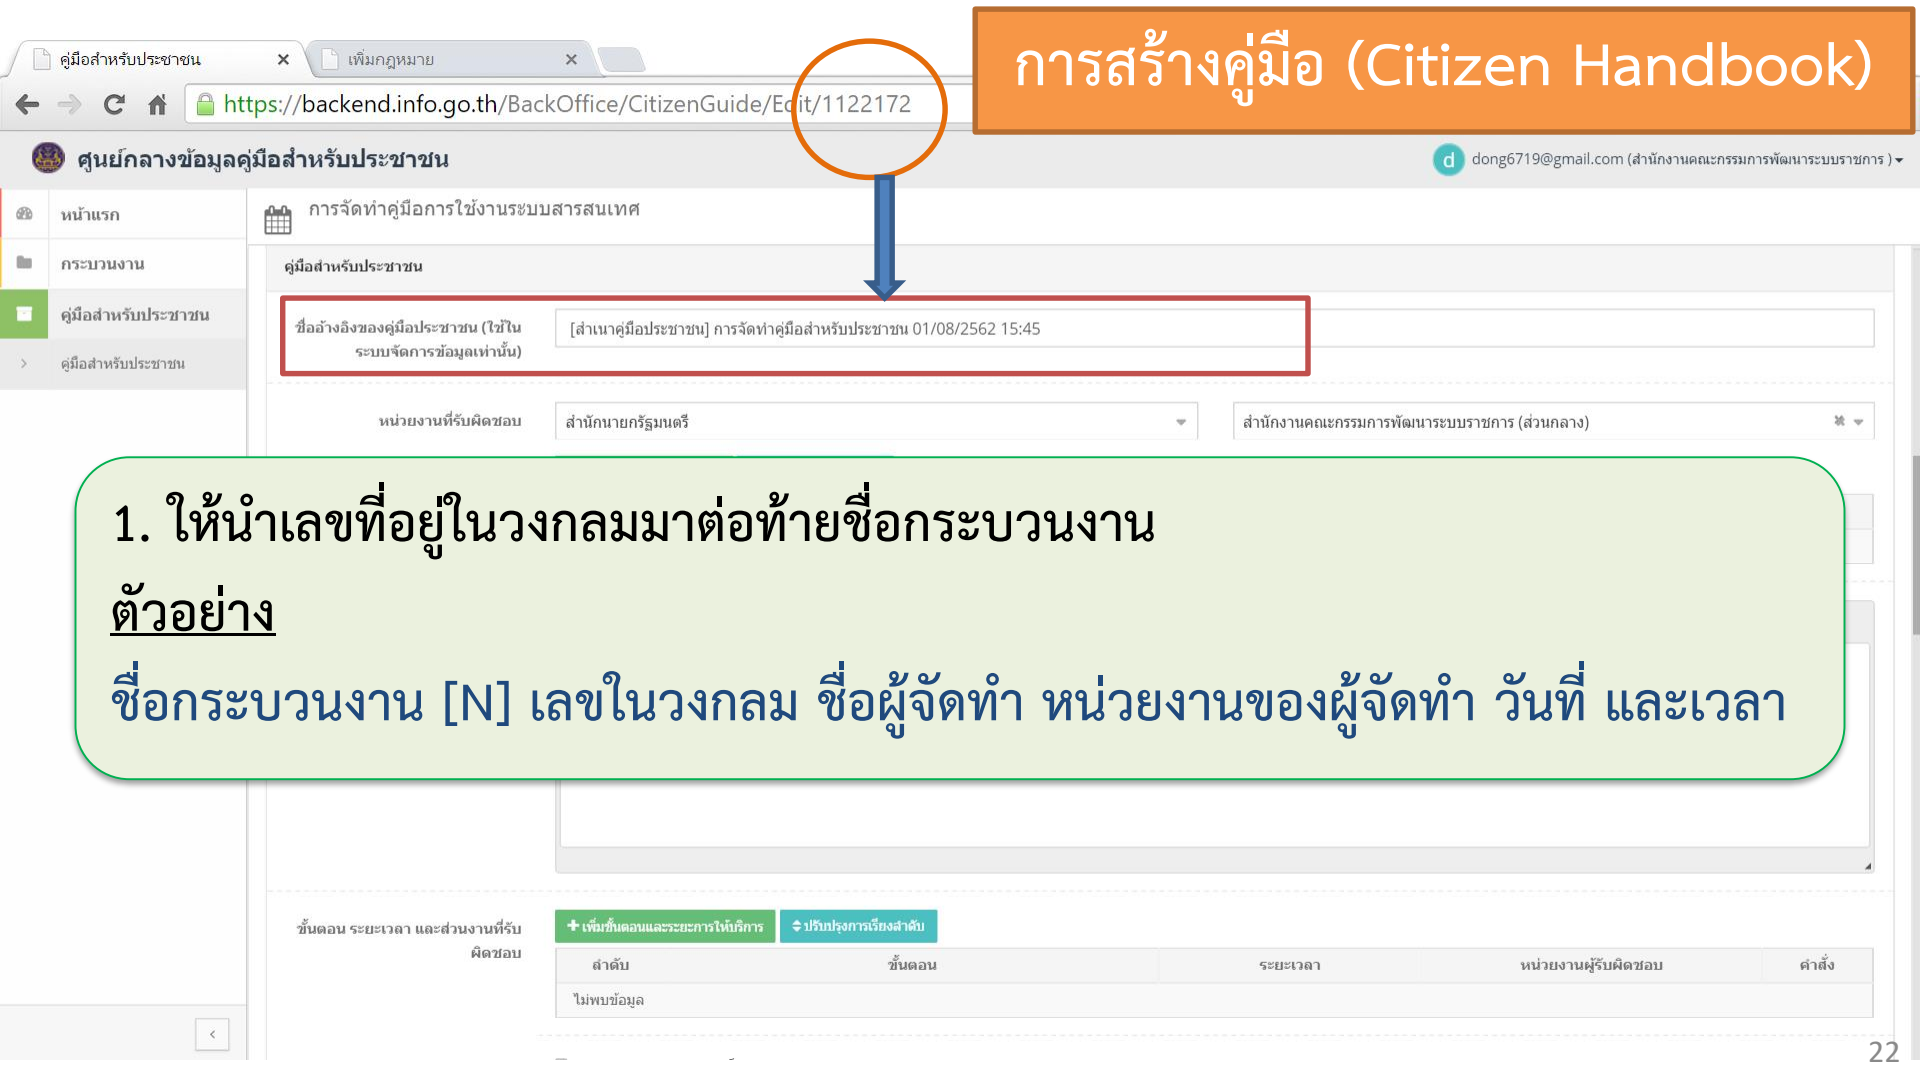 การสร้างคู่มือ (Citizen Handbook)
คู่มือสำหรับประชาชน
เพิ่มกฎหมาย
https://backend.info.go.th/BackOffice/CitizenGuide/Edit/1122172
ศูนย์กลางข้อมูลคู่มือสำหรับประชาชน
d dong6719@gmail.com (สำนักงานคณะกรรมการพัฒนาระบบราชการ )
หน้าแรก
กระบวนงาน
คู่มือสำหรับประชาชน
คู่มือสำหรับประชาชน
การจัดทำคู่มือการใช้งานระบบสารสนเทศ
คู่มือสำหรับประชาชน
ชื่ออ้างอิงของคู่มือประชาชน (ใช้ใน
ระบบจัดการข้อมูลเท่านั้น)
[สำเนาคู่มือประชาชน] การจัดทำคู่มือสำหรับประชาชน 01/08/2562 15:45
หน่วยงานที่รับผิดชอบ
สำนักนายกรัฐมนตรี
สำนักงานคณะกรรมการพัฒนาระบบราชการ (ส่วนกลาง)
1. ให้นำเลขที่อยู่ในวงกลมมาต่อท้ายชื่อกระบวนงาน
ตัวอย่าง
ชื่อกระบวนงาน [N] เลขในวงกลม ชื่อผู้จัดทำ หน่วยงานของผู้จัดทำ วันที่ และเวลา
ขั้นตอน ระยะเวลา และส่วนงานที่รับ
ผิดชอบ
เพิ่มขั้นตอนและระยะการให้บริการ
ปรับปรุงการเรียงลำดับ
ลำดับ ขั้นตอน ระยะเวลา หน่วยงานผู้รับผิดชอบ คำสั่ง
ไม่พบข้อมูล
22